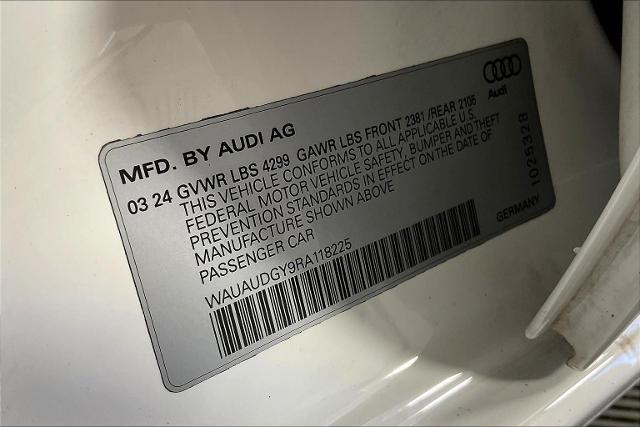 Audi
MFD. BY AUDI AG
03 24 GVWR LBS 4299 GAWR LBS FRONT 2381 /REAR 2105
THIS VEHICLE CONFORMS TO ALL APPLICABLE U.S.
FEDERAL MOTOR VEHICLE SAFETY, BUMPER AND THEFT
PREVENTION STANDARDS IN EFFECT ON THE DATE OF
MANUFACTURE SHOWN ABOVE
PASSENGER CAR
WAUAUDGY9RA118225
GERMANY
1025328